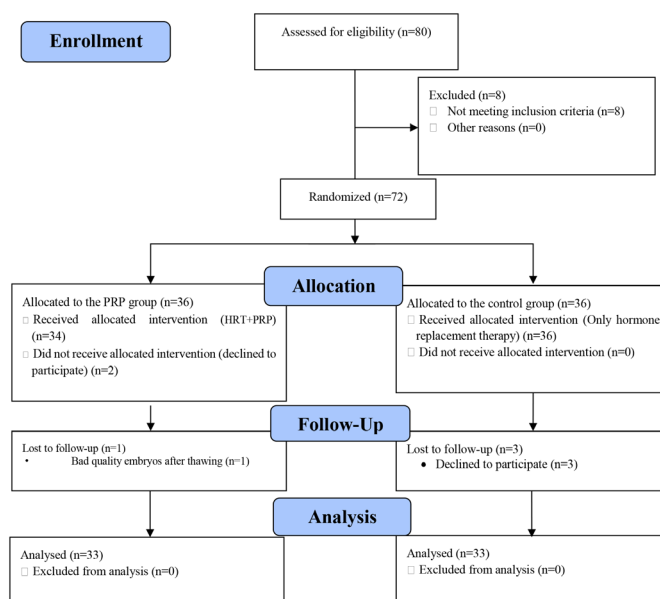 Enrollment
Assessed for eligibility (n=80)
Excluded (n=8)
□ Not meeting inclusion criteria (n=8)
□ Other reasons (n=0)
Randomized (n=72)
Allocation
Allocated to the PRP group (n=36)
□ Received allocated intervention (HRT+PRP)
(n=34)
□ Did not receive allocated intervention (declined to
participate) (n=2)
Allocated to the control group (n=36)
□ Received allocated intervention (Only hormone
replacement therapy) (n=36)
□ Did not receive allocated intervention (n=0)
Follow-Up
Lost to follow-up (n=1)
• Bad quality embryos after thawing (n=1)
Lost to follow-up (n=3)
● Declined to participate (n=3)
Analysis
Analysed (n=33)
□ Excluded from analysis (n=0)
Analysed (n=33)
□ Excluded from analysis (n=0)